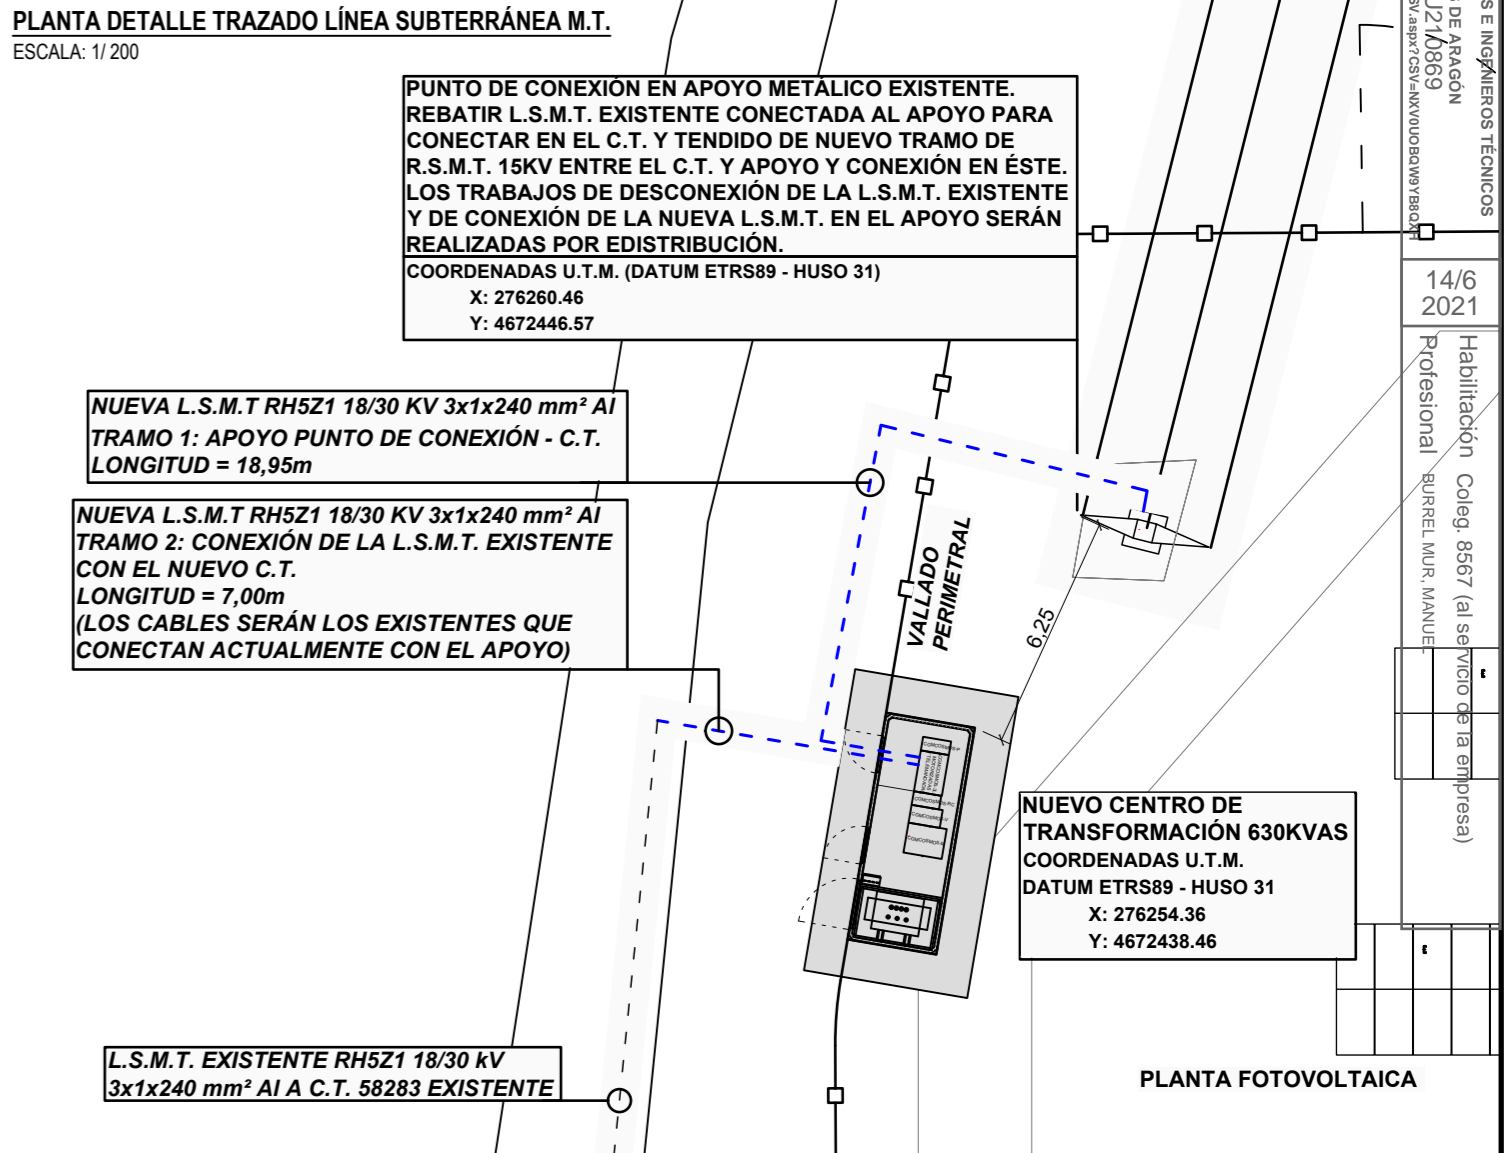 PLANTA DETALLE TRAZADO LÍNEA SUBTERRÁNEA M.T.
ESCALA: 1/ 200
PUNTO DE CONEXIÓN EN APOYO METÁLICO EXISTENTE.
REBATIR L.S.M.T. EXISTENTE CONECTADA AL APOYO PARA
CONECTAR EN EL C.T. Y TENDIDO DE NUEVO TRAMO DE
R.S.M.T. 15KV ENTRE EL C.T. Y APOYO Y CONEXIÓN EN ÉSTE.
LOS TRABAJOS DE DESCONEXIÓN DE LA L.S.M.T. EXISTENTE
Y DE CONEXIÓN DE LA NUEVA L.S.M.T. EN EL APOYO SERÁN
REALIZADAS POR EDISTRIBUCIÓN.
COORDENADAS U.T.M. (DATUM ETRS89 - HUSO 31)
X: 276260.46
Y: 4672446.57
NUEVA L.S.M.T RH5Z1 18/30 KV 3x1x240 mm² Al
TRAMO 1: APOYO PUNTO DE CONEXIÓN - C.T.
LONGITUD = 18,95m
NUEVA L.S.M.T RH5Z1 18/30 KV 3x1x240 mm² Al
TRAMO 2: CONEXIÓN DE LA L.S.M.T. EXISTENTE
CON EL NUEVO C.T.
LONGITUD = 7,00m
(LOS CABLES SERÁN LOS EXISTENTES QUE
CONECTAN ACTUALMENTE CON EL APOYO)
VALLADO
PERIMETRAL
6,25
NUEVO CENTRO DE
TRANSFORMACIÓN 630KVAS
COORDENADAS U.T.M.
DATUM ETRS89 - HUSO 31
X: 276254.36
Y: 4672438.46
L.S.M.T. EXISTENTE RH5Z1 18/30 kV
3x1x240 mm² Al A C.T. 58283 EXISTENTE
PLANTA FOTOVOLTAICA
S E INGENIEROS TÉCNICOS
DE ARAGÓN
J210869
SV.aspx?CSV=NXV0UOBQW9YB8QXH
14/6
2021
Habilitación Coleg. 8567 (al servicio de la empresa)
Profesional BURREL MUR, MANUEL